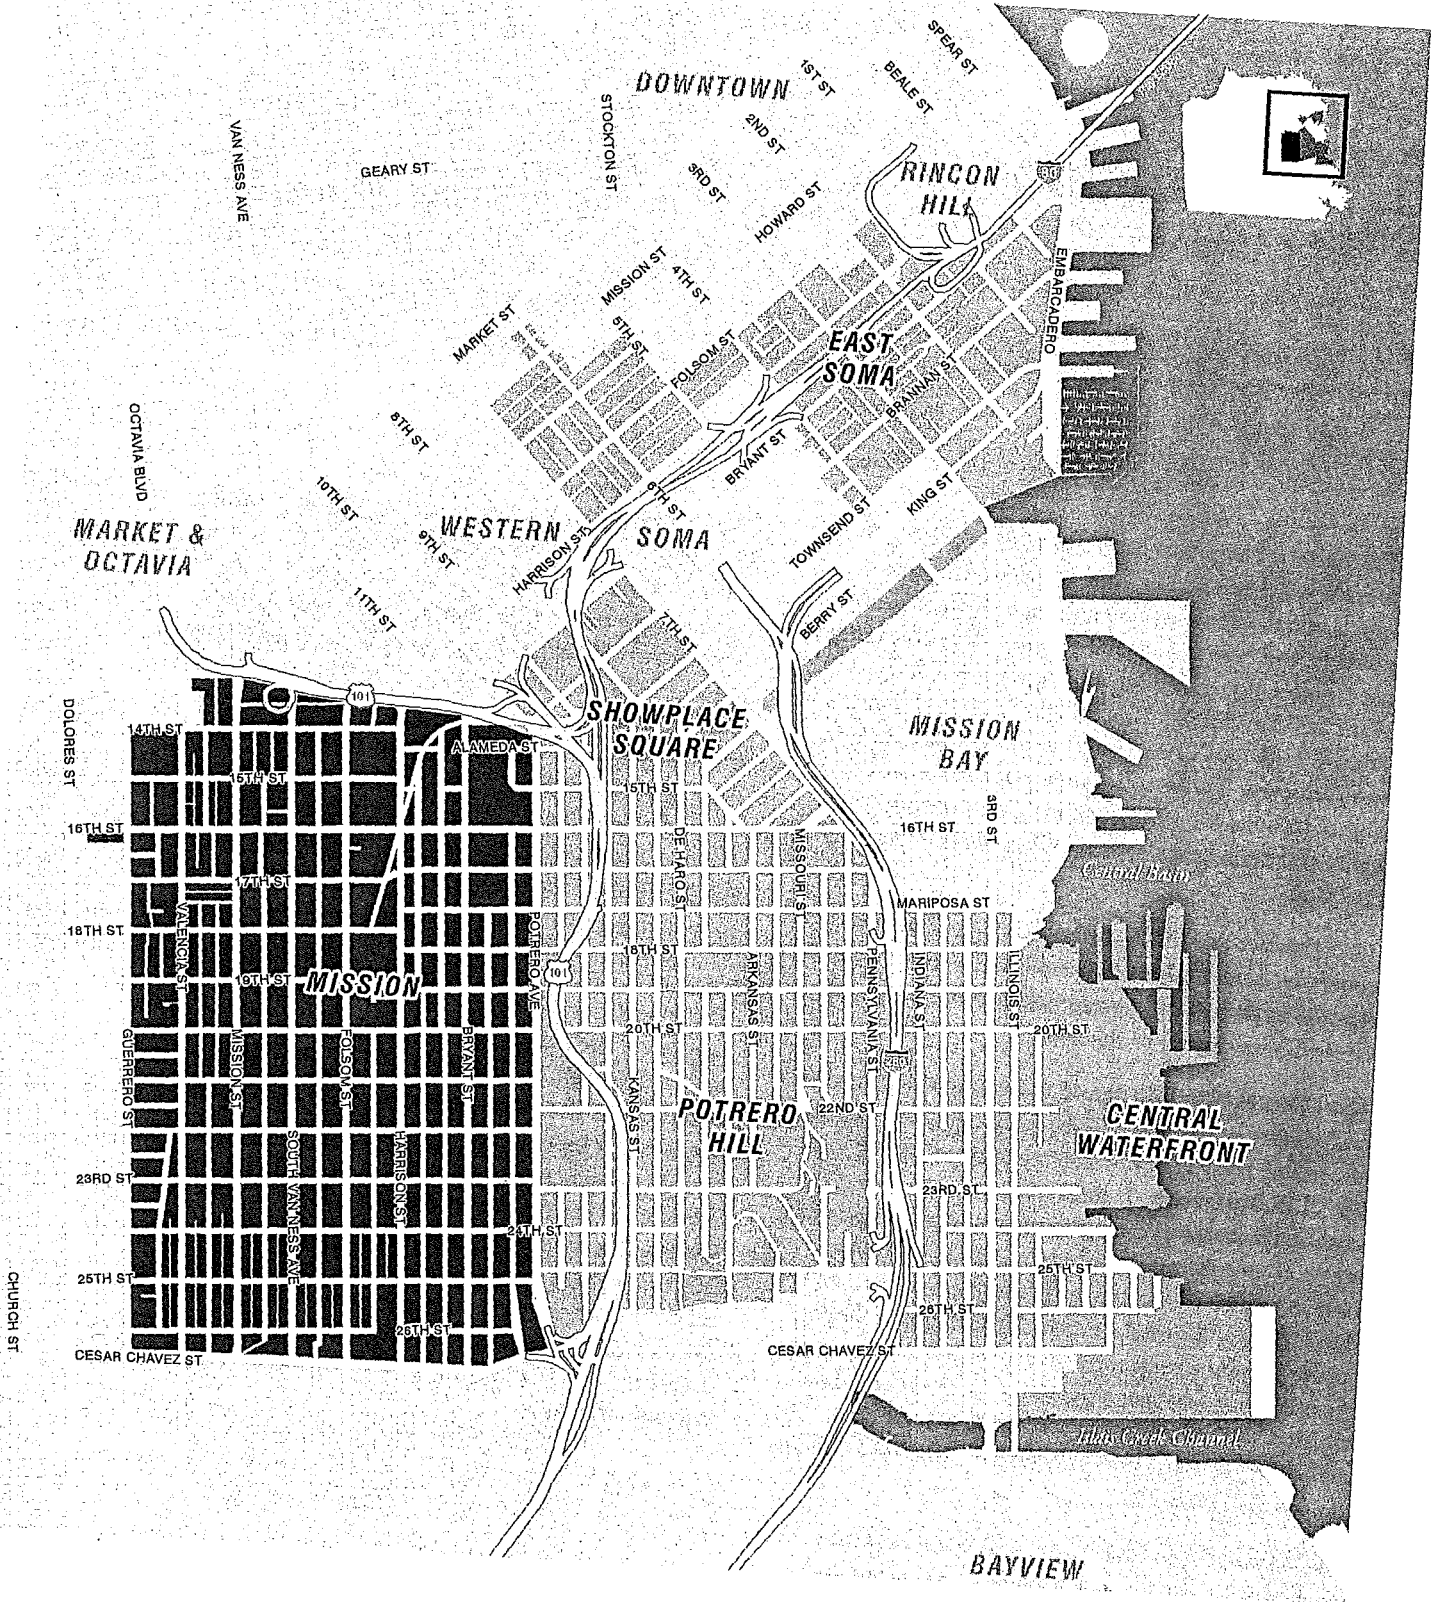 SPEAR ST
DOWNTOWN
1ST ST
BEALE ST
STOCKTON ST
2ND ST
VAN NESS AVE
GEARY ST
3RD ST
RINCON
HILL
80
HOWARD ST
MISSION ST
4TH ST
EMBARCADERO
MARKET ST
5TH ST
FOLSOM ST
EAST
SOMA
BRANNAN ST
OCTAVIA BLVD
8TH ST
BRYANT ST
10TH ST
6TH ST
KING ST
MARKET &
OCTAVIA
WESTERN
SOMA
9TH ST
HARRISON ST
TOWNSEND ST
11TH ST
7TH ST
BERRY ST
101
DOLORES ST
14TH ST
ALAMEDA ST
SHOWPLACE
SQUARE
MISSION
BAY
15TH ST
15TH ST
16TH ST
DE HARO ST
MISSOURI ST
16TH ST
3RD ST
Central Basin
17TH ST
VALENCIA ST
MARIPOSA ST
18TH ST
POTRERO AVE
18TH ST
19TH ST
MISSION
101
ARKANSAS ST
PENNSYLVANIA ST
INDIANA ST
ILLINOIS ST
GUERRERO ST
MISSION ST
FOLSOM ST
BRYANT ST
20TH ST
20TH ST
KANSAS ST
POTRERO
HILL
22ND ST
CENTRAL
WATERFRONT
SOUTH VAN NESS AVE
HARRISON ST
23RD ST
23RD ST
24TH ST
CHURCH ST
25TH ST
25TH ST
26TH ST
26TH ST
CESAR CHAVEZ ST
CESAR CHAVEZ ST
Islais Creek Channel
BAYVIEW